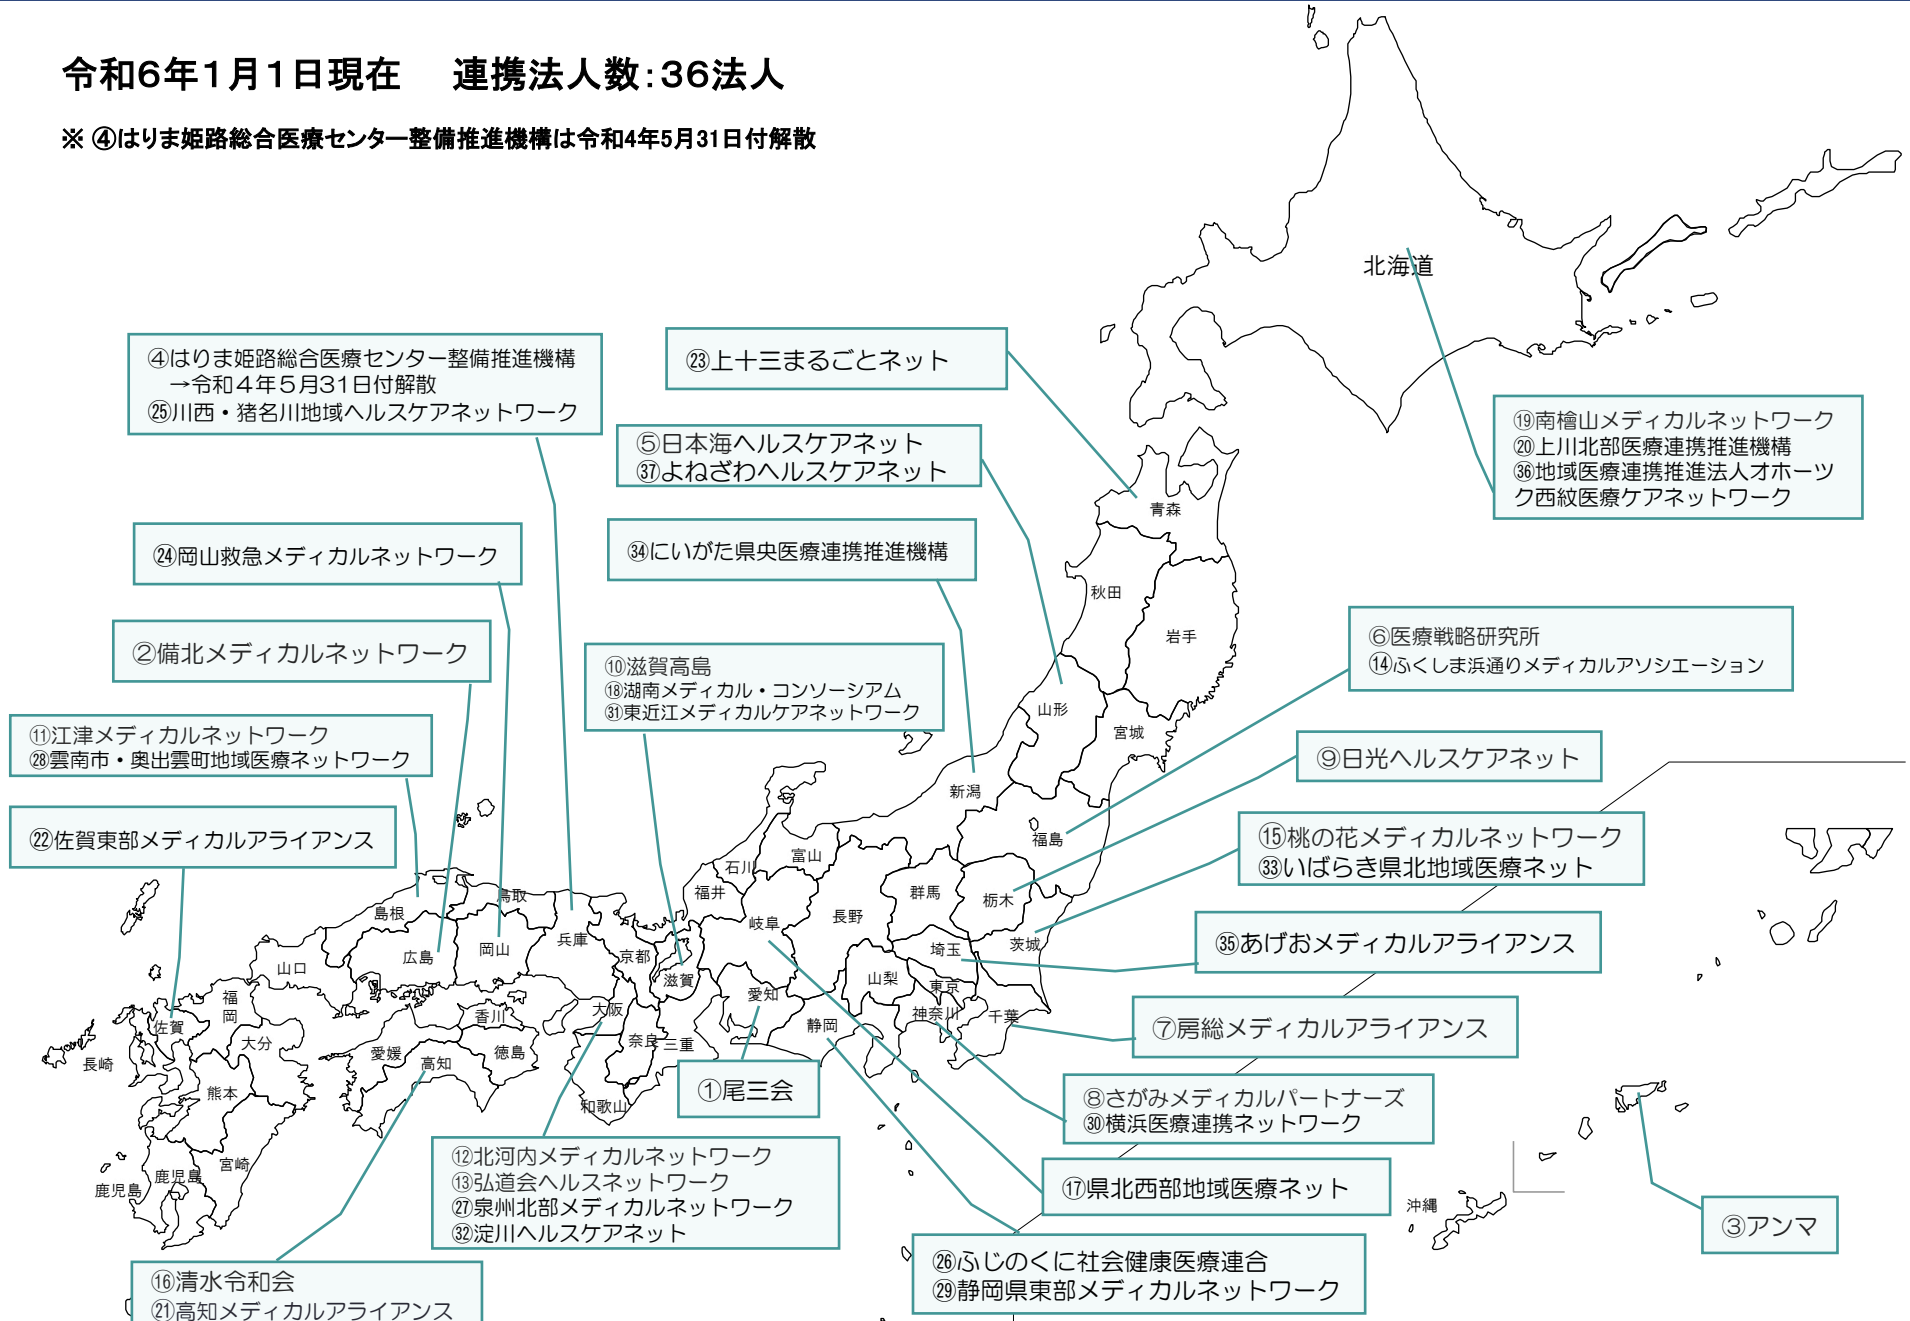 令和6年1月1日現在　連携法人数：36法人
※ ④はりま姫路総合医療センター整備推進機構は令和4年5月31日付解散
北海道
④はりま姫路総合医療センター整備推進機構
→令和４年５月31日付解散
㉕川西・猪名川地域ヘルスケアネットワーク
㉓上十三まるごとネット
⑲南檜山メディカルネットワーク
⑳上川北部医療連携推進機構
㊱地域医療連携推進法人オホーツ
ク西紋医療ケアネットワーク
⑤日本海ヘルスケアネット
㊲よねざわヘルスケアネット
青森
㉔岡山救急メディカルネットワーク
㉞にいがた県央医療連携推進機構
秋田
岩手
②備北メディカルネットワーク
⑩滋賀高島
⑱湖南メディカル・コンソーシアム
㉛東近江メディカルケアネットワーク
⑥医療戦略研究所
⑭ふくしま浜通りメディカルアソシエーション
山形
宮城
⑪江津メディカルネットワーク
㉘雲南市・奥出雲町地域医療ネットワーク
⑨日光ヘルスケアネット
新潟
福島
㉒佐賀東部メディカルアライアンス
⑮桃の花メディカルネットワーク
㉝いばらき県北地域医療ネット
石川
富山
福井
群馬
栃木
鳥取
島根
岐阜
長野
茨城
㉟あげおメディカルアライアンス
兵庫
岡山
広島
京都
埼玉
山口
滋賀
山梨
東京
愛知
福
岡
佐賀
香川
大阪
静岡
神奈川
千葉
⑦房総メディカルアライアンス
大分
奈良
三重
長崎
愛媛
高知
徳島
熊本
①尾三会
和歌山
⑧さがみメディカルパートナーズ
㉚横浜医療連携ネットワーク
⑫北河内メディカルネットワーク
⑬弘道会ヘルスネットワーク
㉗泉州北部メディカルネットワーク
㉜淀川ヘルスケアネット
宮崎
鹿児島
鹿児島
⑰県北西部地域医療ネット
沖縄
③アンマ
㉖ふじのくに社会健康医療連合
㉙静岡県東部メディカルネットワーク
⑯清水令和会
㉑高知メディカルアライアンス